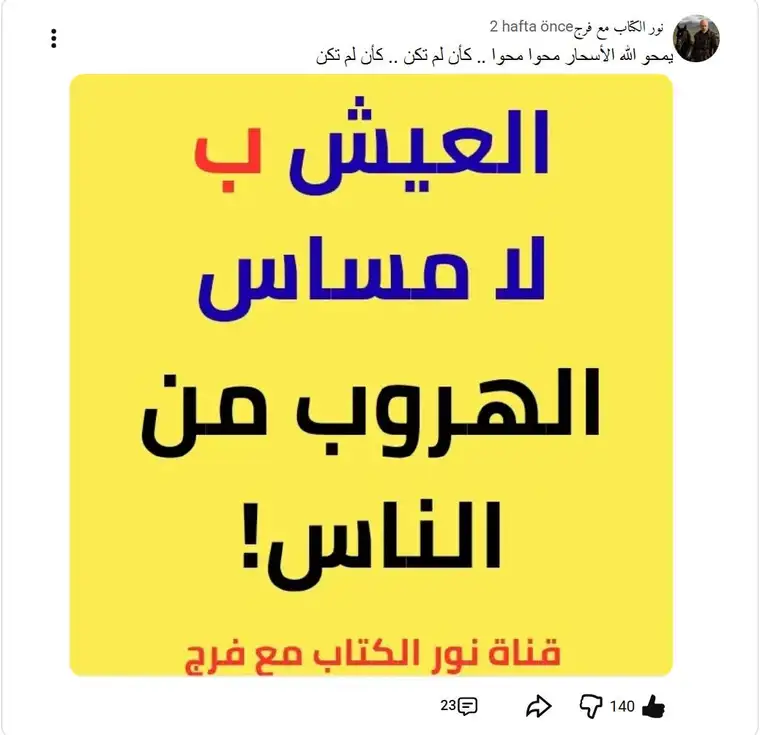 نور الكتاب مع فرج 2 hafta önce
يمحو الله الأسحار محوا محوا .. كأن لم تكن .. كأن لم تكن
العيش ب
لا مساس
الهروب من
الناس!
قناة نور الكتاب مع فرج
140
23